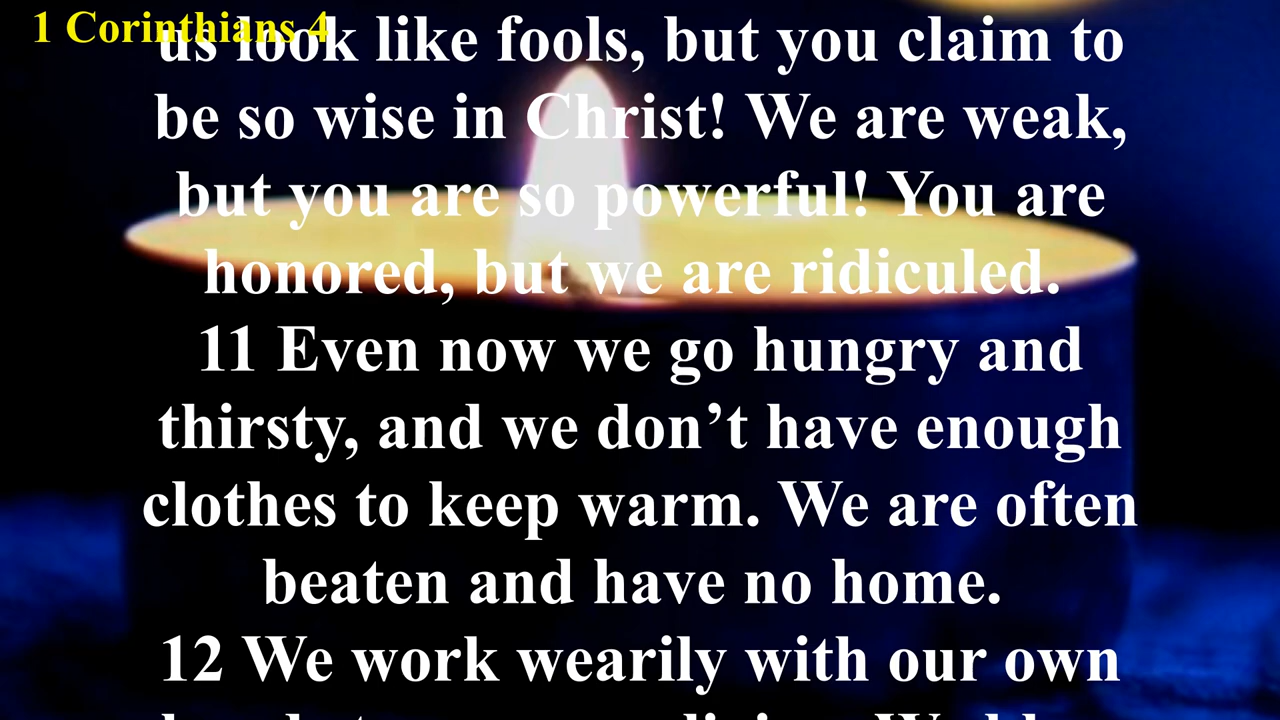 1 Corinthians 4
us look like fools, but you claim to
be so wise in Christ! We are weak,
but you are so powerful! You are
honored, but we are ridiculed.
11 Even now we go hungry and
thirsty, and we don’t have enough
clothes to keep warm. We are often
beaten and have no home.
12 We work wearily with our own